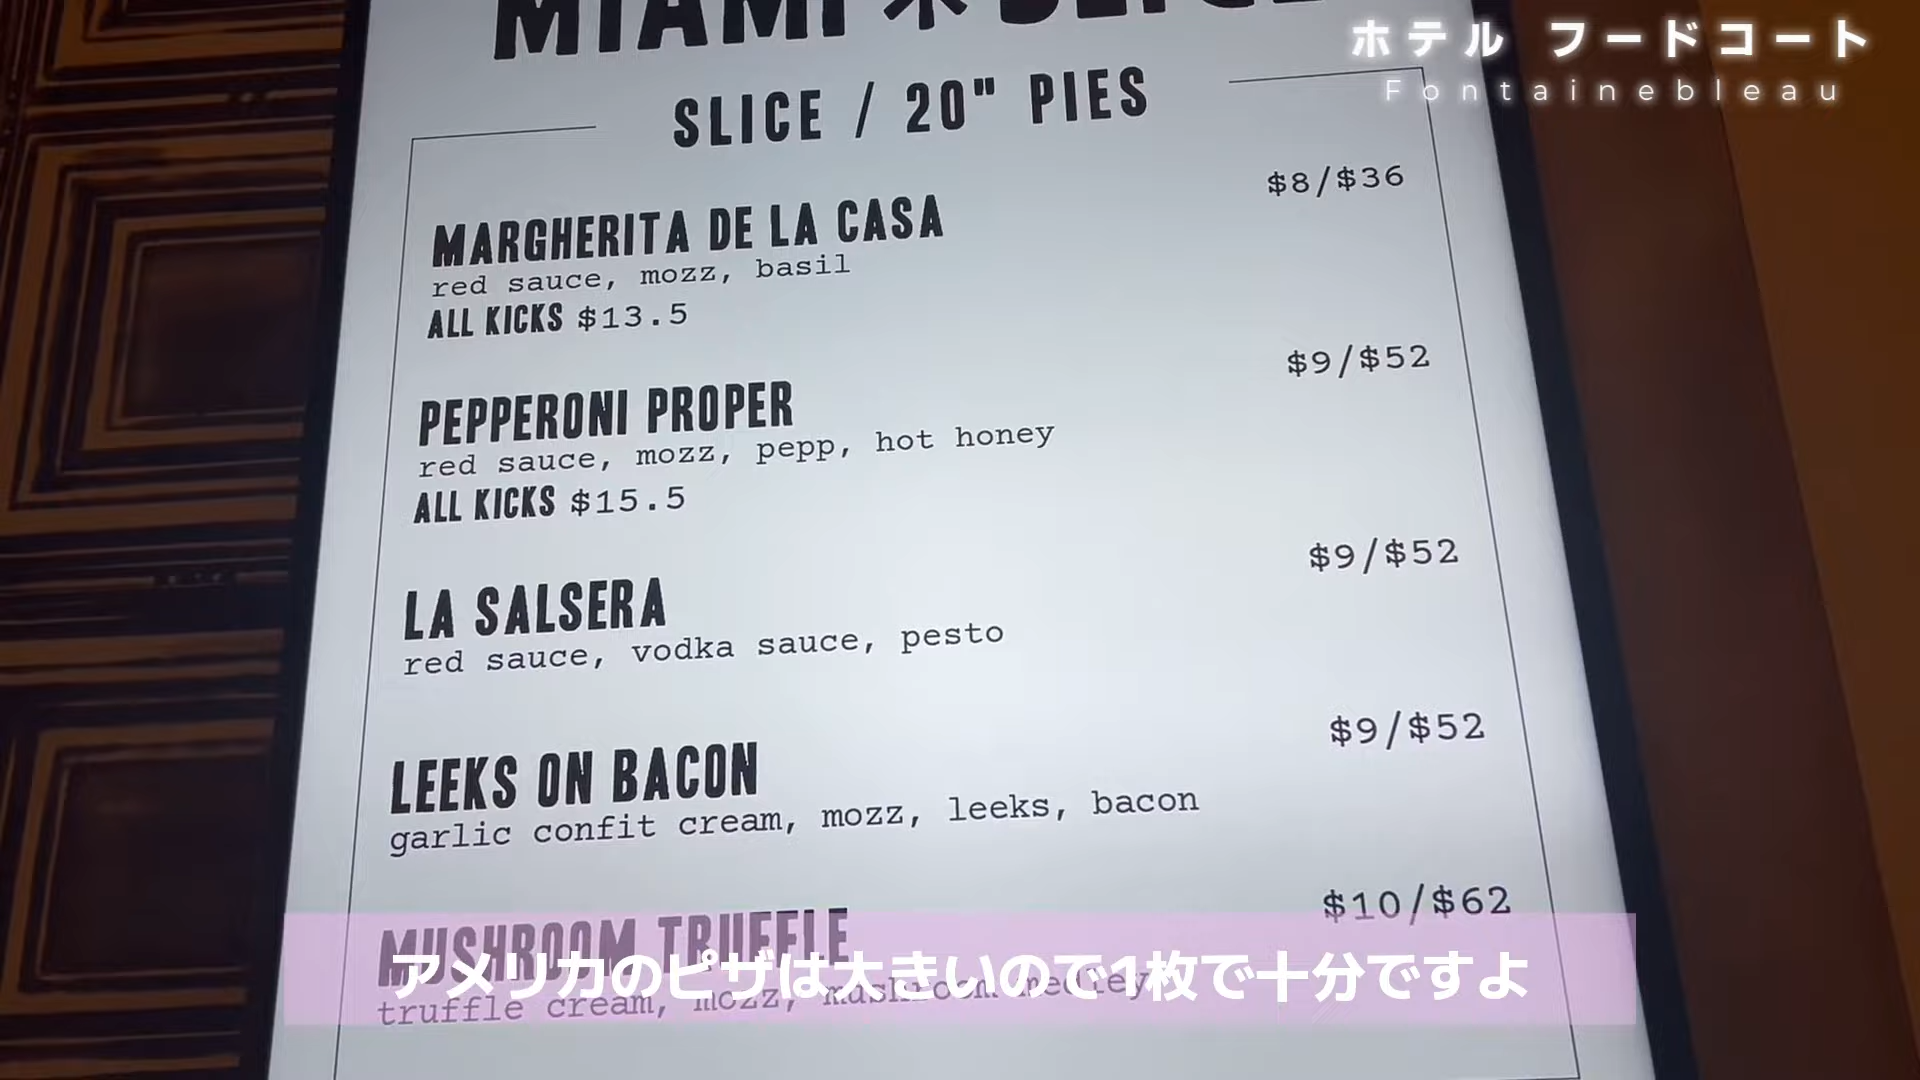 MIAMI SLICE
ホテル フードコート
Fontainebleau
SLICE / 20" PIES
$8/$36
MARGHERITA DE LA CASA
red sauce, mozz, basil
ALL KICKS $13.5
$9/$52
PEPPERONI PROPER
red sauce, mozz, pepp, hot honey
ALL KICKS $15.5
$9/$52
LA SALSERA
red sauce, vodka sauce, pesto
$9/$52
LEEKS ON BACON
garlic confit cream, mozz, leeks, bacon
$10/$62
MUSHROOM TRUFFLE
truffle cream, mozz, mushroom medley
アメリカのピザは大きいので1枚で十分ですよ